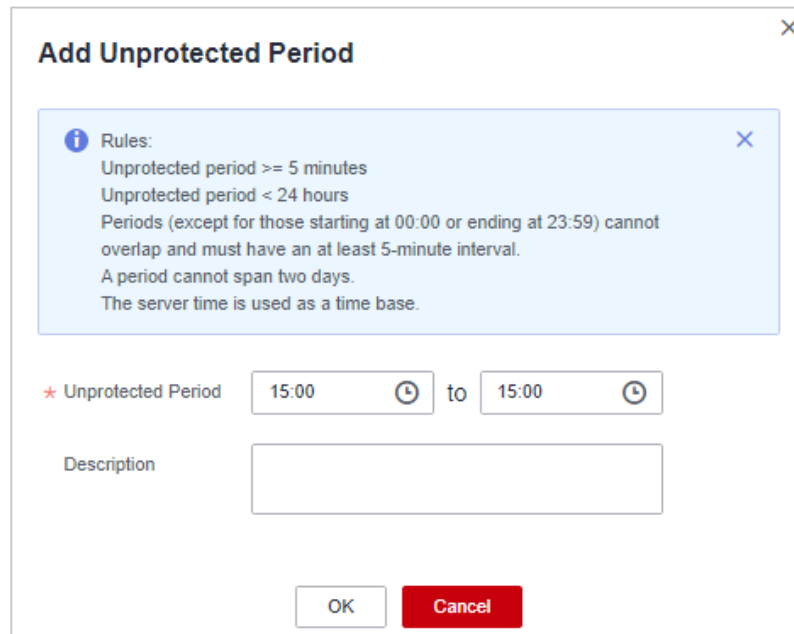 Add Unprotected Period
Rules:
Unprotected period >= 5 minutes
Unprotected period < 24 hours
Periods (except for those starting at 00:00 or ending at 23:59) cannot
overlap and must have an at least 5-minute interval.
A period cannot span two days.
The server time is used as a time base.
* Unprotected Period 15:00 to 15:00
Description
OK Cancel